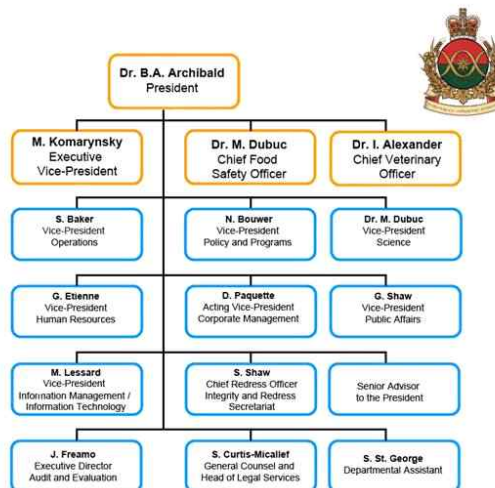 Dr. B.A. Archibald
President
M. Komarynsky
Executive
Vice-President
Dr. M. Dubuc
Chief Food
Safety Officer
Dr. I. Alexander
Chief Veterinary
Officer
S. Baker
Vice-President
Operations
N. Bouwer
Vice-President
Policy and Programs
Dr. M. Dubuc
Vice-President
Science
G. Etienne
Vice-President
Human Resources
D. Paquette
Acting Vice-President
Corporate Management
G. Shaw
Vice-President
Public Affairs
M. Lessard
Vice-President
Information Management /
Information Technology
S. Shaw
Chief Redress Officer
Integrity and Redress
Secretariat
Senior Advisor
to the President
J. Freamo
Executive Director
Audit and Evaluation
S. Curtis-Micallef
General Counsel and
Head of Legal Services
S. St. George
Departmental Assistant